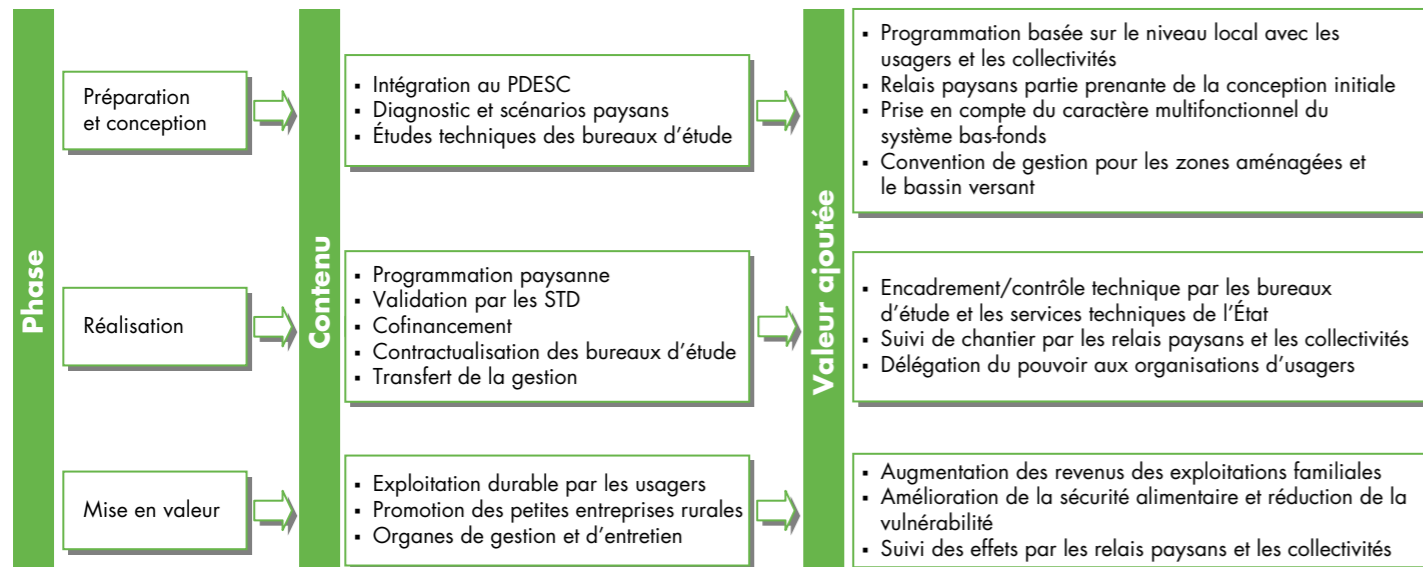 Phase
Préparation
et conception
Réalisation
Mise en valeur
Contenu
▪ Intégration au PDESC
▪ Diagnostic et scénarios paysans
▪ Études techniques des bureaux d'étude
▪ Programmation paysanne
▪ Validation par les STD
▪ Cofinancement
▪ Contractualisation des bureaux d'étude
▪ Transfert de la gestion
▪ Exploitation durable par les usagers
▪ Promotion des petites entreprises rurales
▪ Organes de gestion et d'entretien
Valeur ajoutée
▪ Programmation basée sur le niveau local avec les
usagers et les collectivités
▪ Relais paysans partie prenante de la conception initiale
▪ Prise en compte du caractère multifonctionnel du
système bas-fonds
▪ Convention de gestion pour les zones aménagées et
le bassin versant
▪ Encadrement/contrôle technique par les bureaux
d'étude et les services techniques de l'État
▪ Suivi de chantier par les relais paysans et les collectivités
▪ Délégation du pouvoir aux organisations d'usagers
▪ Augmentation des revenus des exploitations familiales
▪ Amélioration de la sécurité alimentaire et réduction de la
vulnérabilité
▪ Suivi des effets par les relais paysans et les collectivités